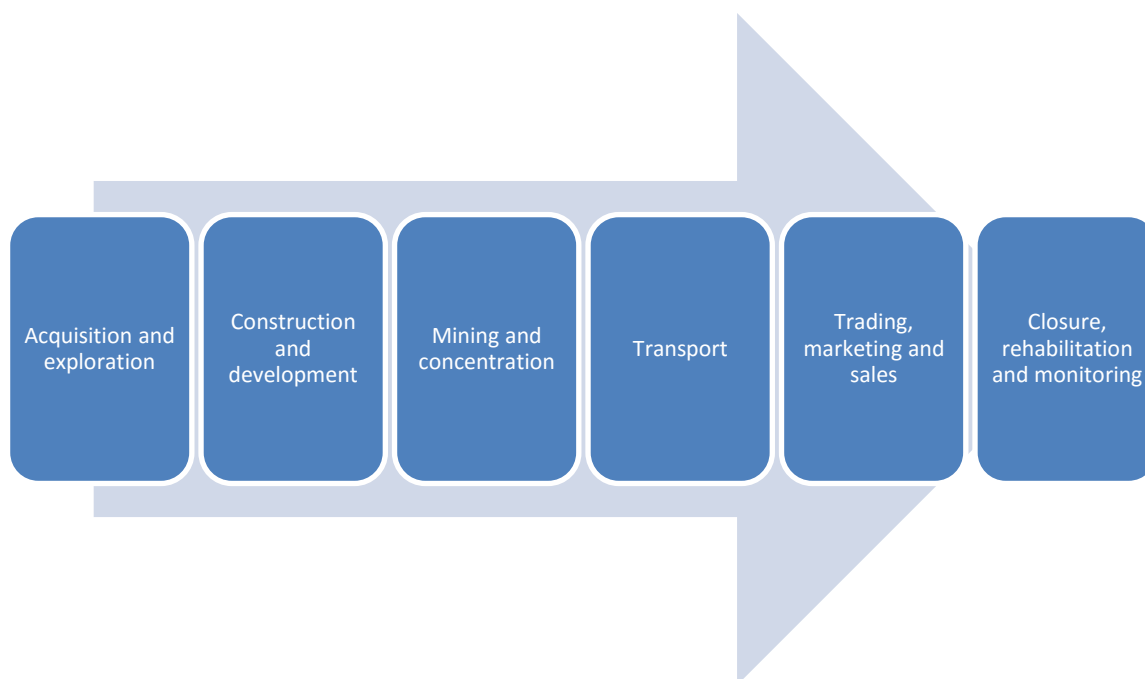 Acquisition and
exploration
Construction
and
development
Mining and
concentration
Transport
Trading,
marketing and
sales
Closure,
rehabilitation
and monitoring